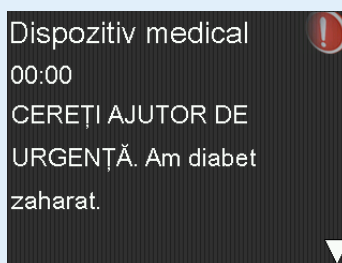 Dispozitiv medical
00:00
CEREȚI AJUTOR DE
URGENȚĂ. Am diabet
zaharat.